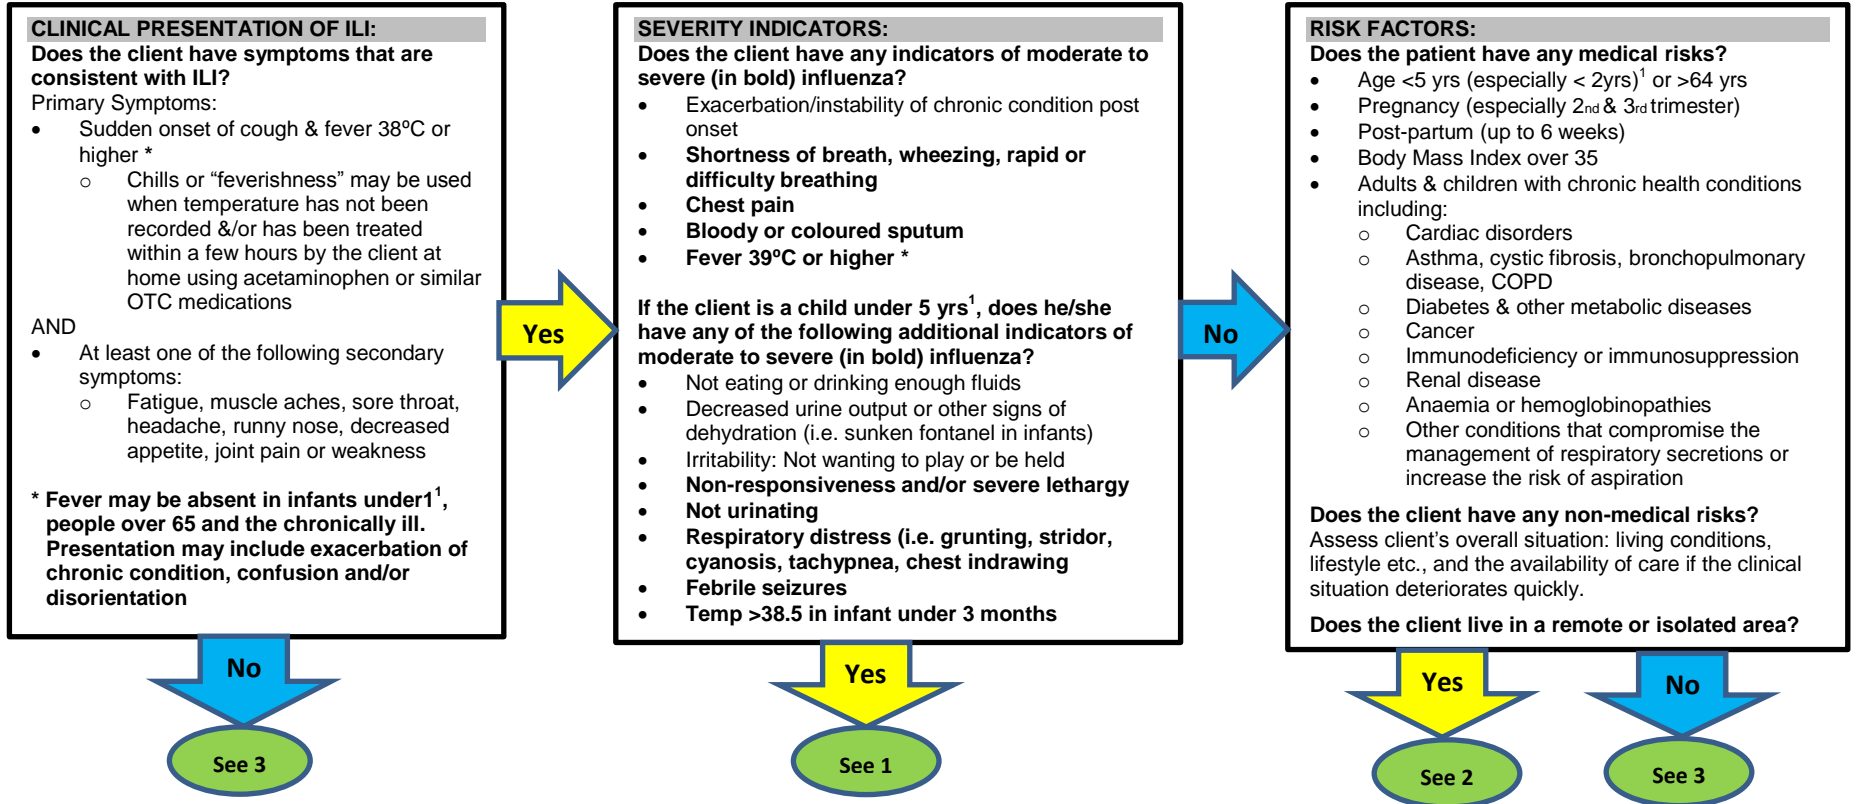 CLINICAL PRESENTATION OF ILI:
Does the client have symptoms that are
consistent with ILI?
Primary Symptoms:
• Sudden onset of cough & fever 38ºC or
higher *
o Chills or “feverishness” may be used
when temperature has not been
recorded &/or has been treated
within a few hours by the client at
home using acetaminophen or similar
OTC medications
AND
• At least one of the following secondary
symptoms:
o Fatigue, muscle aches, sore throat,
headache, runny nose, decreased
appetite, joint pain or weakness
* Fever may be absent in infants under1¹,
people over 65 and the chronically ill.
Presentation may include exacerbation of
chronic condition, confusion and/or
disorientation
No
See 3
Yes
SEVERITY INDICATORS:
Does the client have any indicators of moderate to
severe (in bold) influenza?
• Exacerbation/instability of chronic condition post
onset
• Shortness of breath, wheezing, rapid or
difficulty breathing
• Chest pain
• Bloody or coloured sputum
• Fever 39ºC or higher *
If the client is a child under 5 yrs¹, does he/she
have any of the following additional indicators of
moderate to severe (in bold) influenza?
• Not eating or drinking enough fluids
• Decreased urine output or other signs of
dehydration (i.e. sunken fontanel in infants)
• Irritability: Not wanting to play or be held
• Non-responsiveness and/or severe lethargy
• Not urinating
• Respiratory distress (i.e. grunting, stridor,
cyanosis, tachypnea, chest indrawing
• Febrile seizures
• Temp >38.5 in infant under 3 months
Yes
See 1
No
RISK FACTORS:
Does the patient have any medical risks?
• Age <5 yrs (especially < 2yrs)¹ or >64 yrs
• Pregnancy (especially 2nd & 3rd trimester)
• Post-partum (up to 6 weeks)
• Body Mass Index over 35
• Adults & children with chronic health conditions
including:
o Cardiac disorders
o Asthma, cystic fibrosis, bronchopulmonary
disease, COPD
o Diabetes & other metabolic diseases
o Cancer
o Immunodeficiency or immunosuppression
o Renal disease
o Anaemia or hemoglobinopathies
o Other conditions that compromise the
management of respiratory secretions or
increase the risk of aspiration
Does the client have any non-medical risks?
Assess client’s overall situation: living conditions,
lifestyle etc., and the availability of care if the clinical
situation deteriorates quickly.
Does the client live in a remote or isolated area?
Yes
See 2
No
See 3